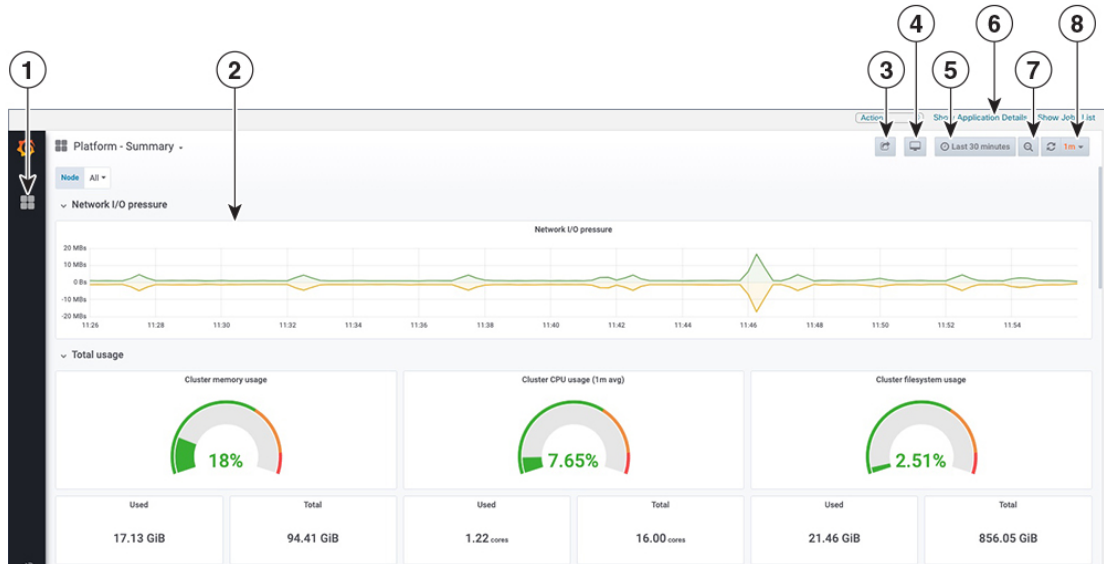 4 6 8
1 2 3 5 7
Action Show Application Details Show Job List
Platform - Summary
Last 30 minutes 1m
Node All
Network I/O pressure
Network I/O pressure
20 MBs
10 MBs
0 Bs
-10 MBs
-20 MBs
11:26 11:28 11:30 11:32 11:34 11:36 11:38 11:40 11:42 11:44 11:46 11:48 11:50 11:52 11:54
Total usage
Cluster memory usage Cluster CPU usage (1m avg) Cluster filesystem usage
18% 7.65% 2.51%
Used Total Used Total Used Total
17.13 GiB 94.41 GiB 1.22 cores 16.00 cores 21.46 GiB 856.05 GiB